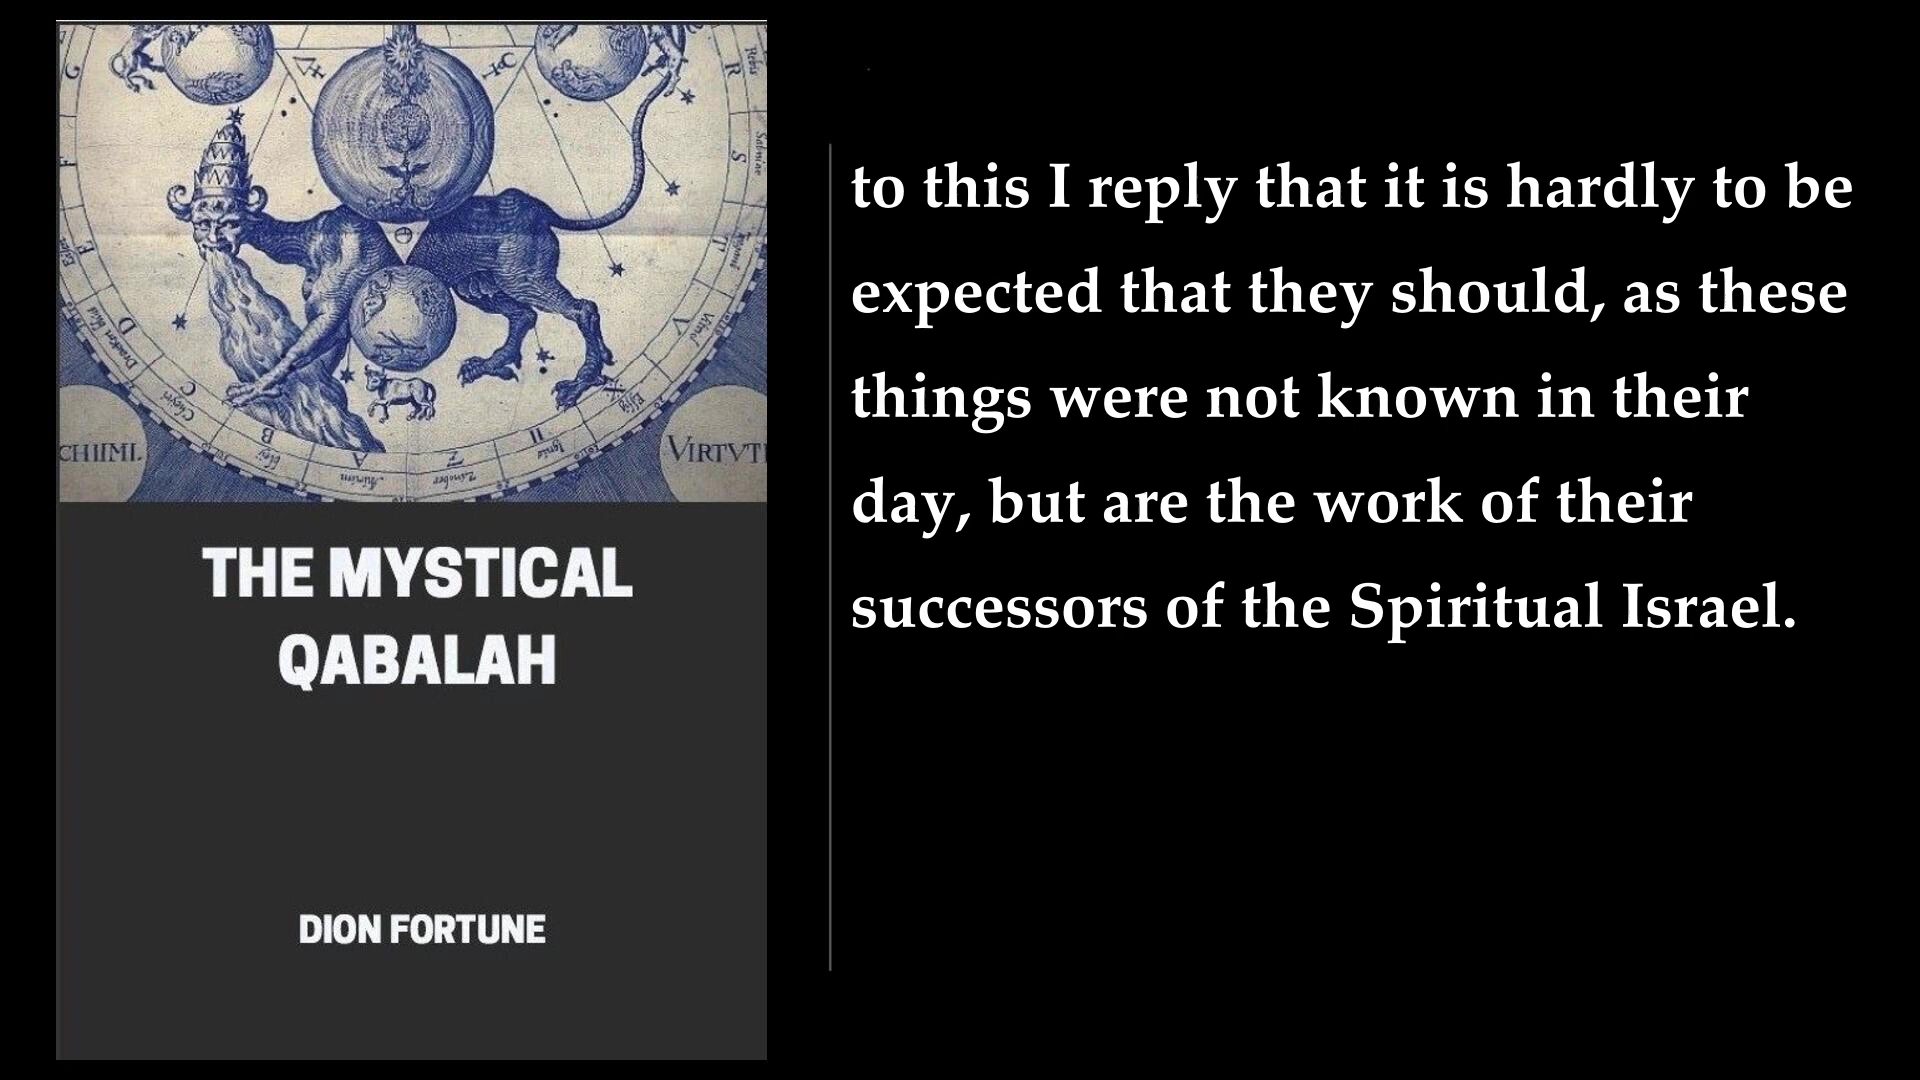 CHIIMI.
VIRTVTI
THE MYSTICAL
QABALAH
DION FORTUNE
to this I reply that it is hardly to be
expected that they should, as these
things were not known in their
day, but are the work of their
successors of the Spiritual Israel.